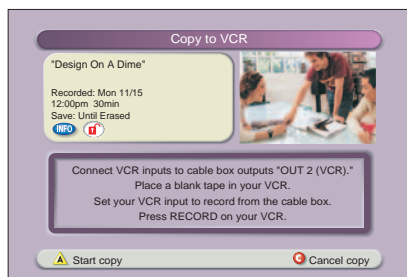 Copy to VCR
"Design On A Dime"
Recorded: Mon 11/15
12:00pm 30min
Save: Until Erased
INFO
Connect VCR inputs to cable box outputs "OUT 2 (VCR)."
Place a blank tape in your VCR.
Set your VCR input to record from the cable box.
Press RECORD on your VCR.
A Start copy
C Cancel copy